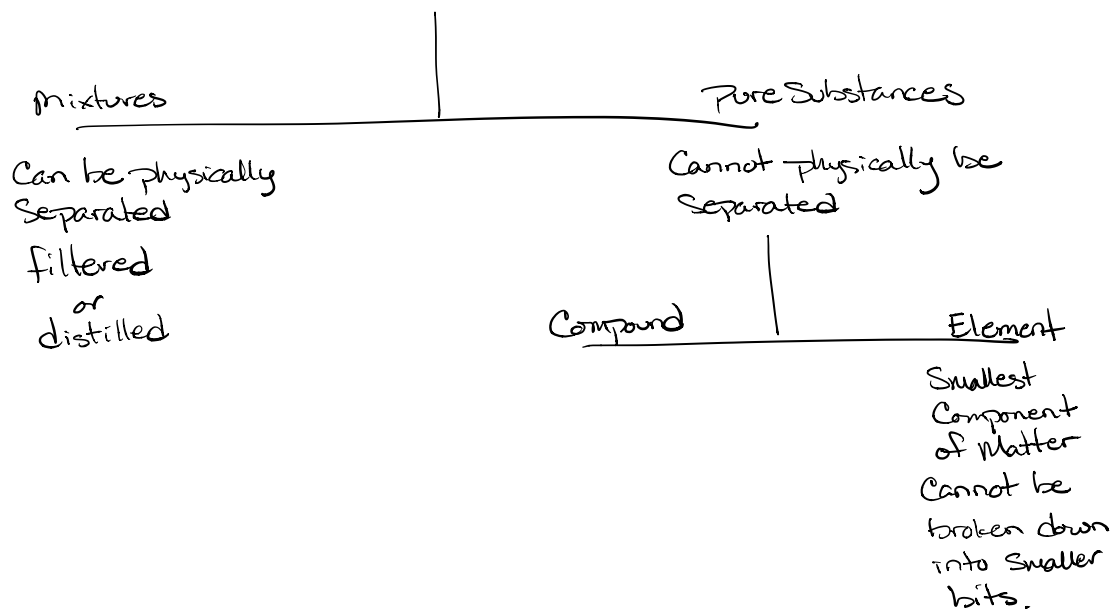 Mixtures
Pure Substances
Can be physically
Separated
filtered
or
distilled
Cannot physically be
Separated
Compound
Element
Smallest
Component
of Matter
Cannot be
broken down
into smaller
bits.